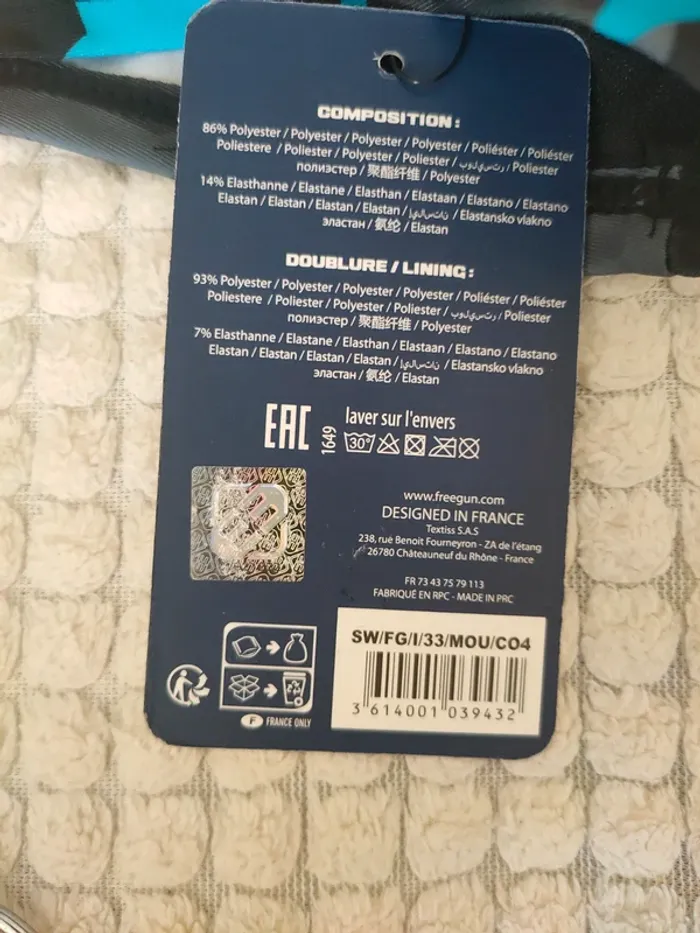 COMPOSITION :
86% Polyester / Polyester / Polyester / Polyester / Poliéster / Poliéster
Poliestere / Poliester / Polyester / Poliester / بوليستر / Poliester
полиэстер / 聚酯纤维 / Polyester
14% Elasthanne / Elastane / Elasthan / Elastaan / Elastano / Elastano
Elastan / Elastan / Elastan / Elastan / إيلاستان / Elastansko vlakno
эластан / 氨纶 / Elastan
DOUBLURE / LINING :
93% Polyester / Polyester / Polyester / Polyester / Poliéster / Poliéster
Poliestere / Poliester / Polyester / Poliester / بوليستر / Poliester
полиэстер / 聚酯纤维 / Polyester
7% Elasthanne / Elastane / Elasthan / Elastaan / Elastano / Elastano
Elastan / Elastan / Elastan / Elastan / إيلاستان / Elastansko vlakno
эластан / 氨纶 / Elastan
EAC
1649
laver sur l'envers
30°
www.freegun.com
DESIGNED IN FRANCE
Textiss S.A.S
238, rue Benoit Fourneyron - ZA de l'étang
26780 Châteauneuf du Rhône - France
FR 73 43 75 79 113
FABRIQUÉ EN RPC - MADE IN PRC
SW/FG/I/33/MOU/CO4
3 614001 039432
F FRANCE ONLY